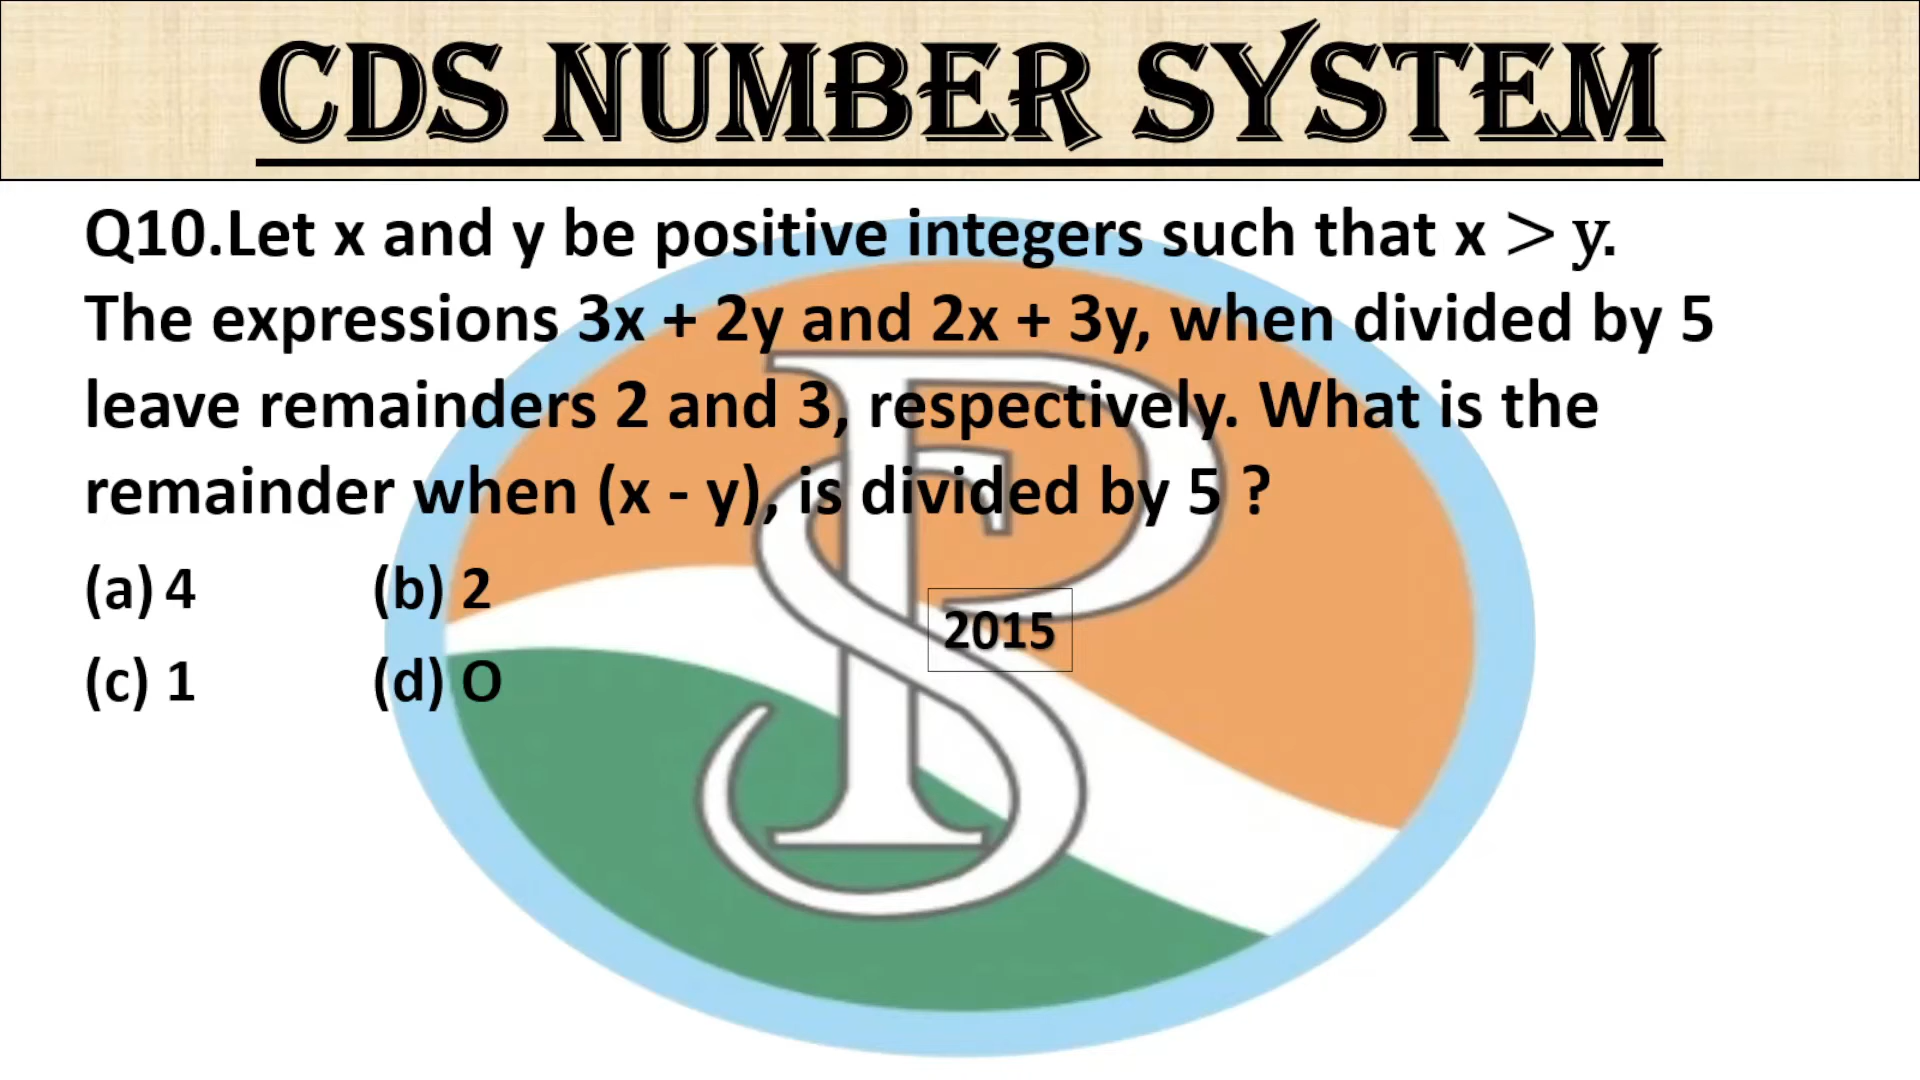 CDS NUMBER SYSTEM
Q10.Let x and y be positive integers such that x > y.
The expressions 3x + 2y and 2x + 3y, when divided by 5
leave remainders 2 and 3, respectively. What is the
remainder when (x - y), is divided by 5 ?
(a) 4 (b) 2
2015
(c) 1 (d) O